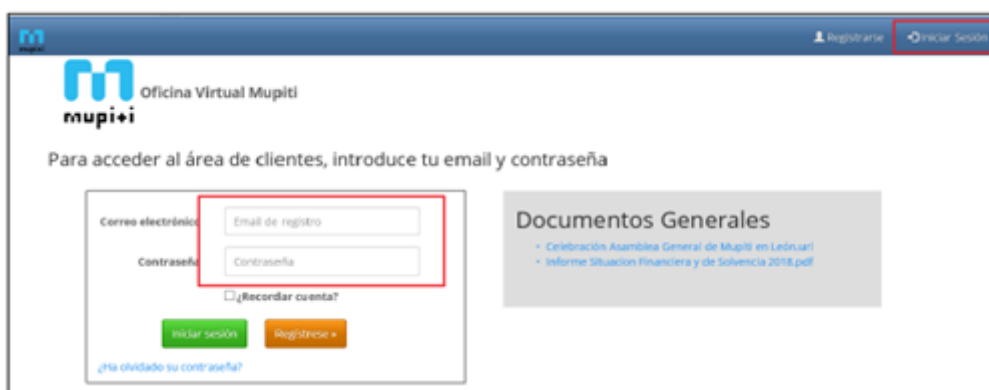 mupiti
Registrarse
Iniciar Sesión
Oficina Virtual Mupiti
mupiti
Para acceder al área de clientes, introduce tu email y contraseña
Correo electrónico
Email de registro
Contraseña
Contraseña
¿Recordar cuenta?
Iniciar sesión
Regístrese »
¿Ha olvidado su contraseña?
Documentos Generales
Celebración Asamblea General de Mupiti en León.url
Informe Situacion Financiera y de Solvencia 2018.pdf